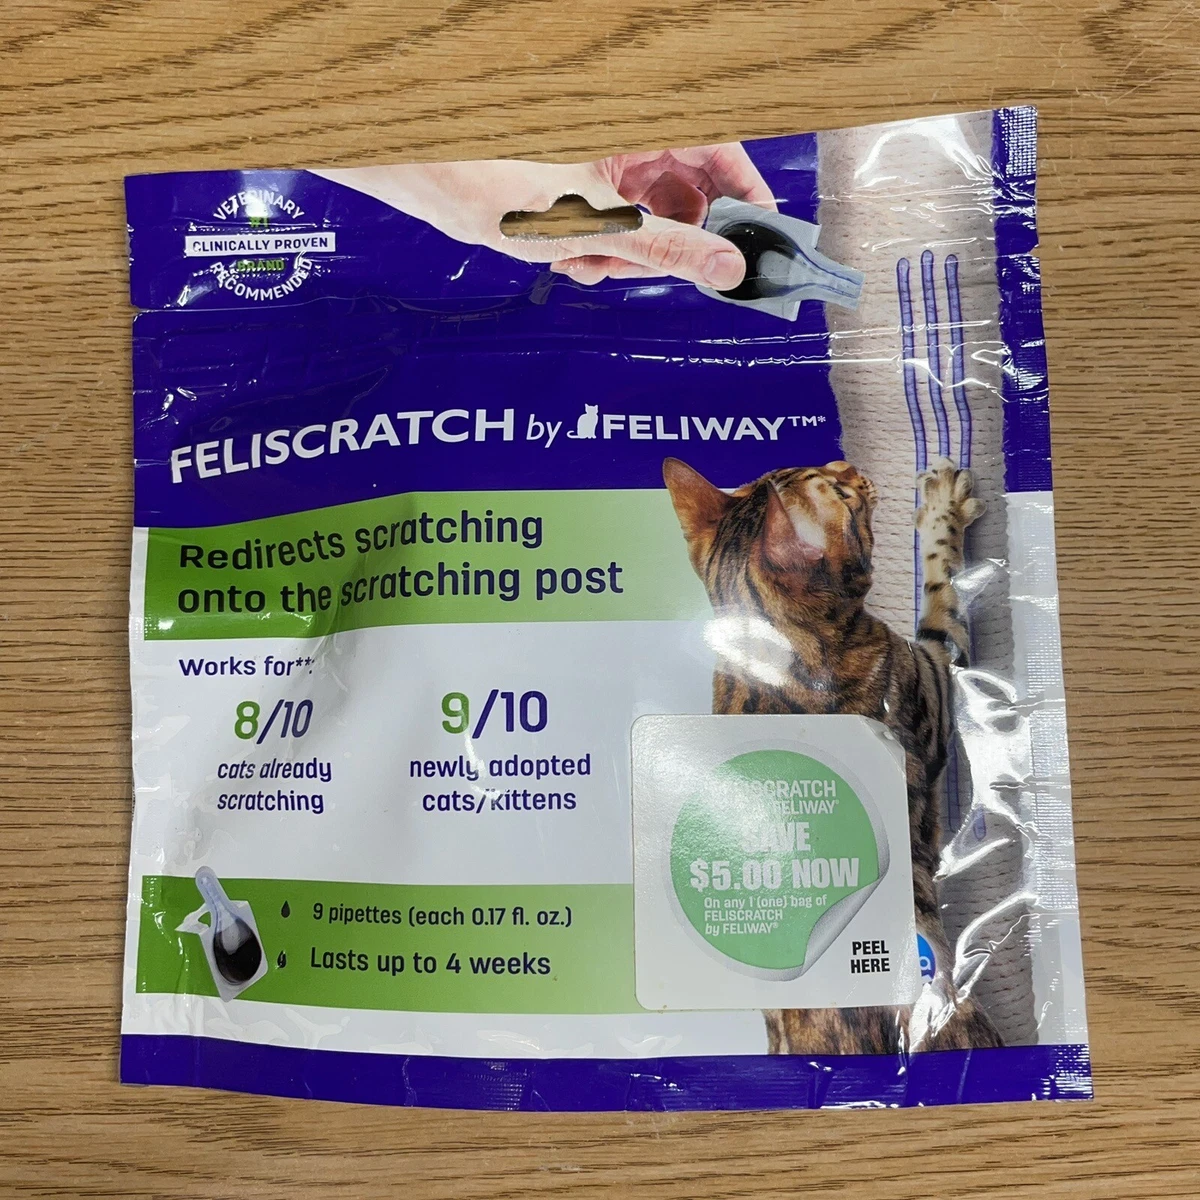 VETERINARY
#1
CLINICALLY PROVEN
BRAND
RECOMMENDED
FELISCRATCH by FELIWAY™*
Redirects scratching
onto the scratching post
Works for**:
8/10
cats already
scratching
9/10
newly adopted
cats/kittens
9 pipettes (each 0.17 fl. oz.)
Lasts up to 4 weeks
SAVE
$5.00 NOW
On any 1 (one) bag of
FELISCRATCH
by FELIWAY®
PEEL
HERE